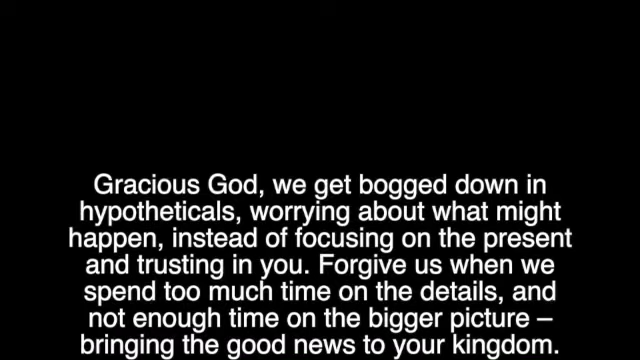 Gracious God, we get bogged down in
hypotheticals, worrying about what might
happen, instead of focusing on the present
and trusting in you. Forgive us when we
spend too much time on the details, and
not enough time on the bigger picture –
bringing the good news to your kingdom.